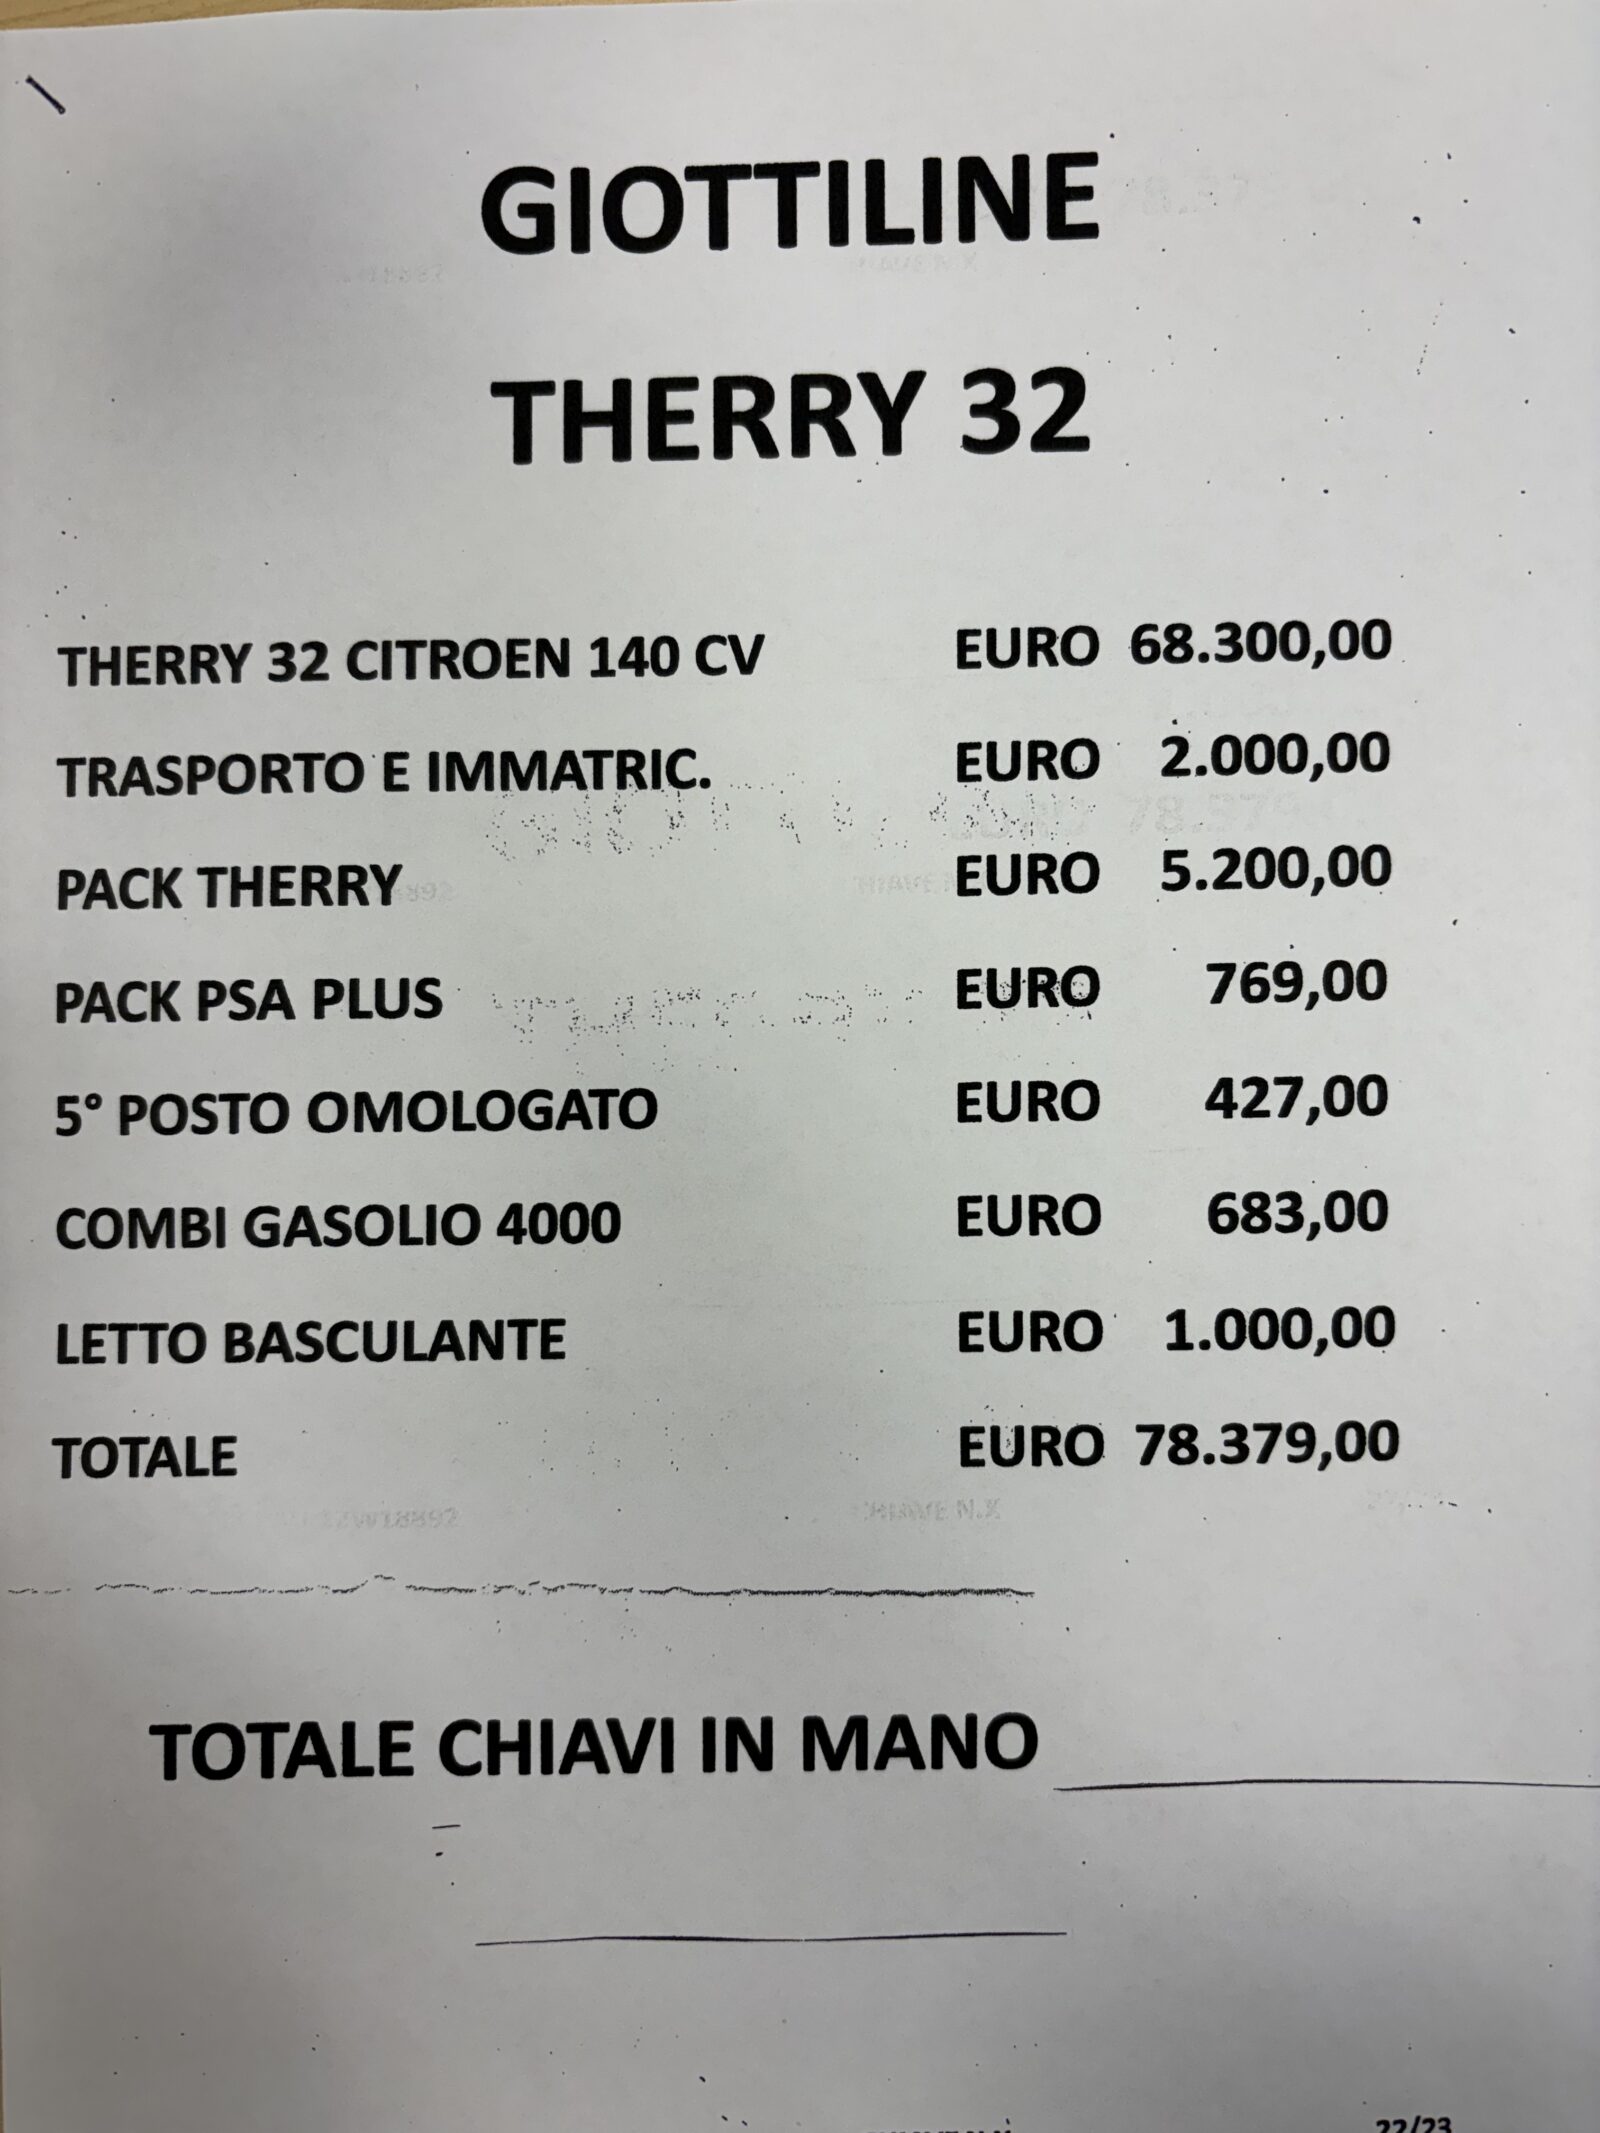 GIOTTILINE
THERRY 32
THERRY 32 CITROEN 140 CV EURO 68.300,00
TRASPORTO E IMMATRIC. EURO 2.000,00
PACK THERRY EURO 5.200,00
PACK PSA PLUS EURO 769,00
5° POSTO OMOLOGATO EURO 427,00
COMBI GASOLIO 4000 EURO 683,00
LETTO BASCULANTE EURO 1.000,00
TOTALE EURO 78.379,00
TOTALE CHIAVI IN MANO
22/23